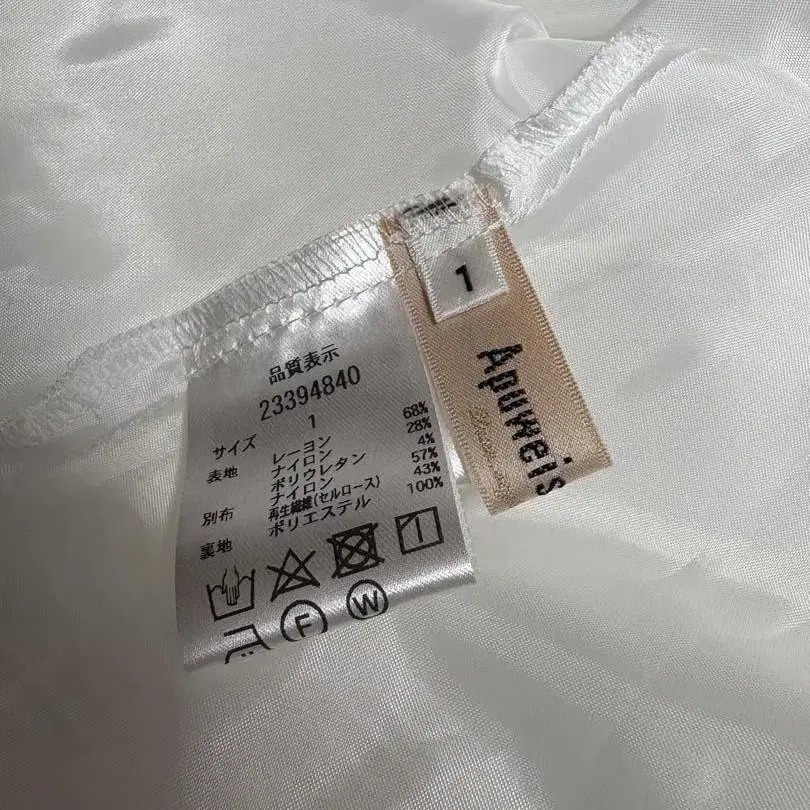 品質表示
23394840
サイズ 1
表地 レーヨン 68%
ナイロン 28%
ポリウレタン 4%
別布 ナイロン 57%
再生繊維(セルロース) 43%
裏地 ポリエステル 100%
F W
1
Apuweis